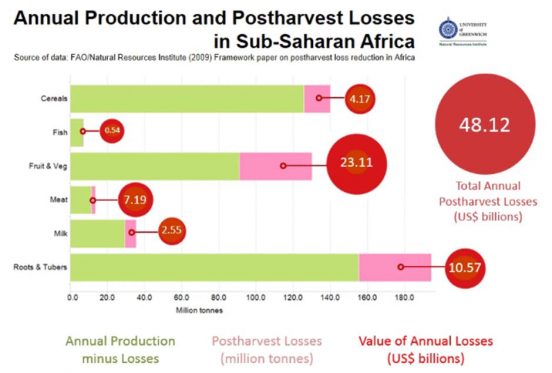 Annual Production and Postharvest Losses
in Sub-Saharan Africa
Source of data: FAO/Natural Resources Institute (2009) Framework paper on postharvest loss reduction in Africa
UNIVERSITY
of
GREENWICH
Natural Resources Institute
Cereals
4.17
Fish
0.54
Fruit & Veg
23.11
Meat
7.19
Milk
2.55
Roots & Tubers
10.57
48.12
Total Annual
Postharvest Losses
(US$ billions)
0.0 20.0 40.0 60.0 80.0 100.0 120.0 140.0 160.0 180.0
Million tonnes
Annual Production
minus Losses
Postharvest Losses
(million tonnes)
Value of Annual Losses
(US$ billions)